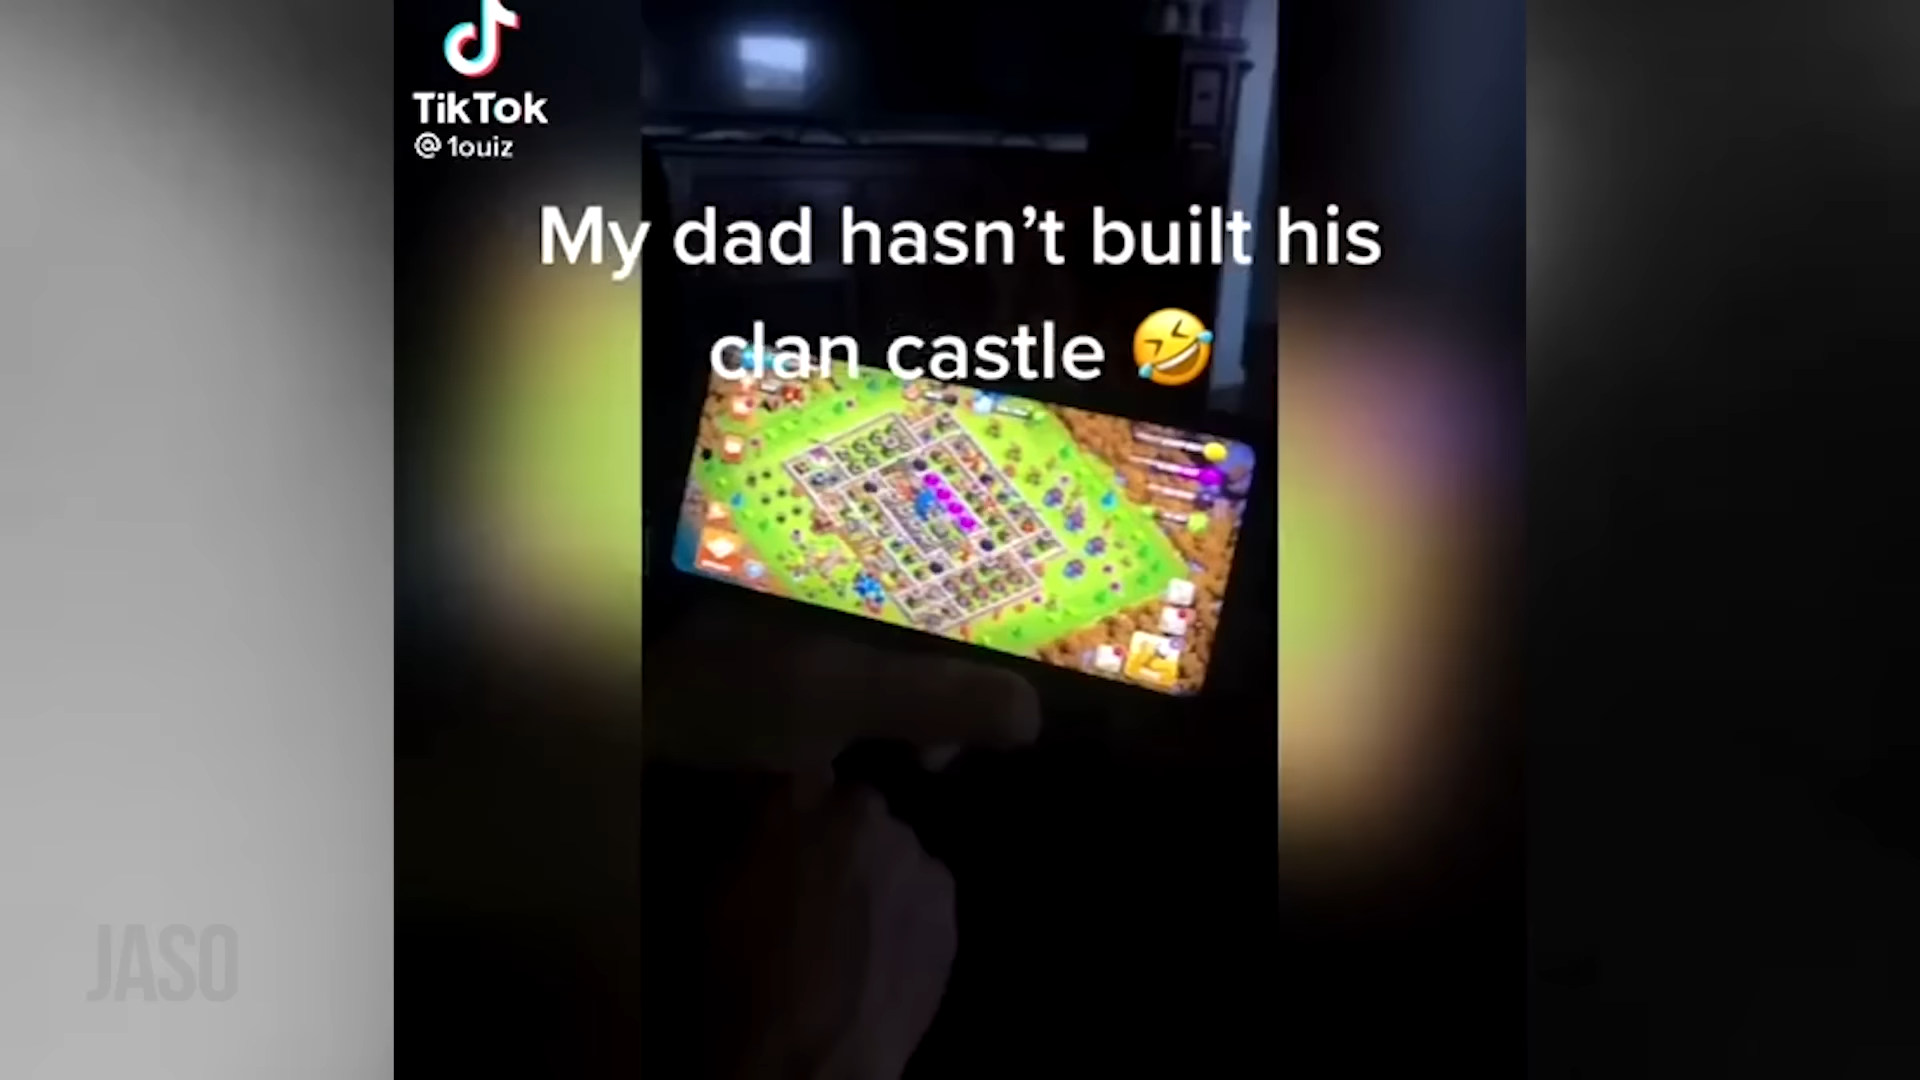 TikTok
@1ouiz
My dad hasn't built his
clan castle 🤣
JASO